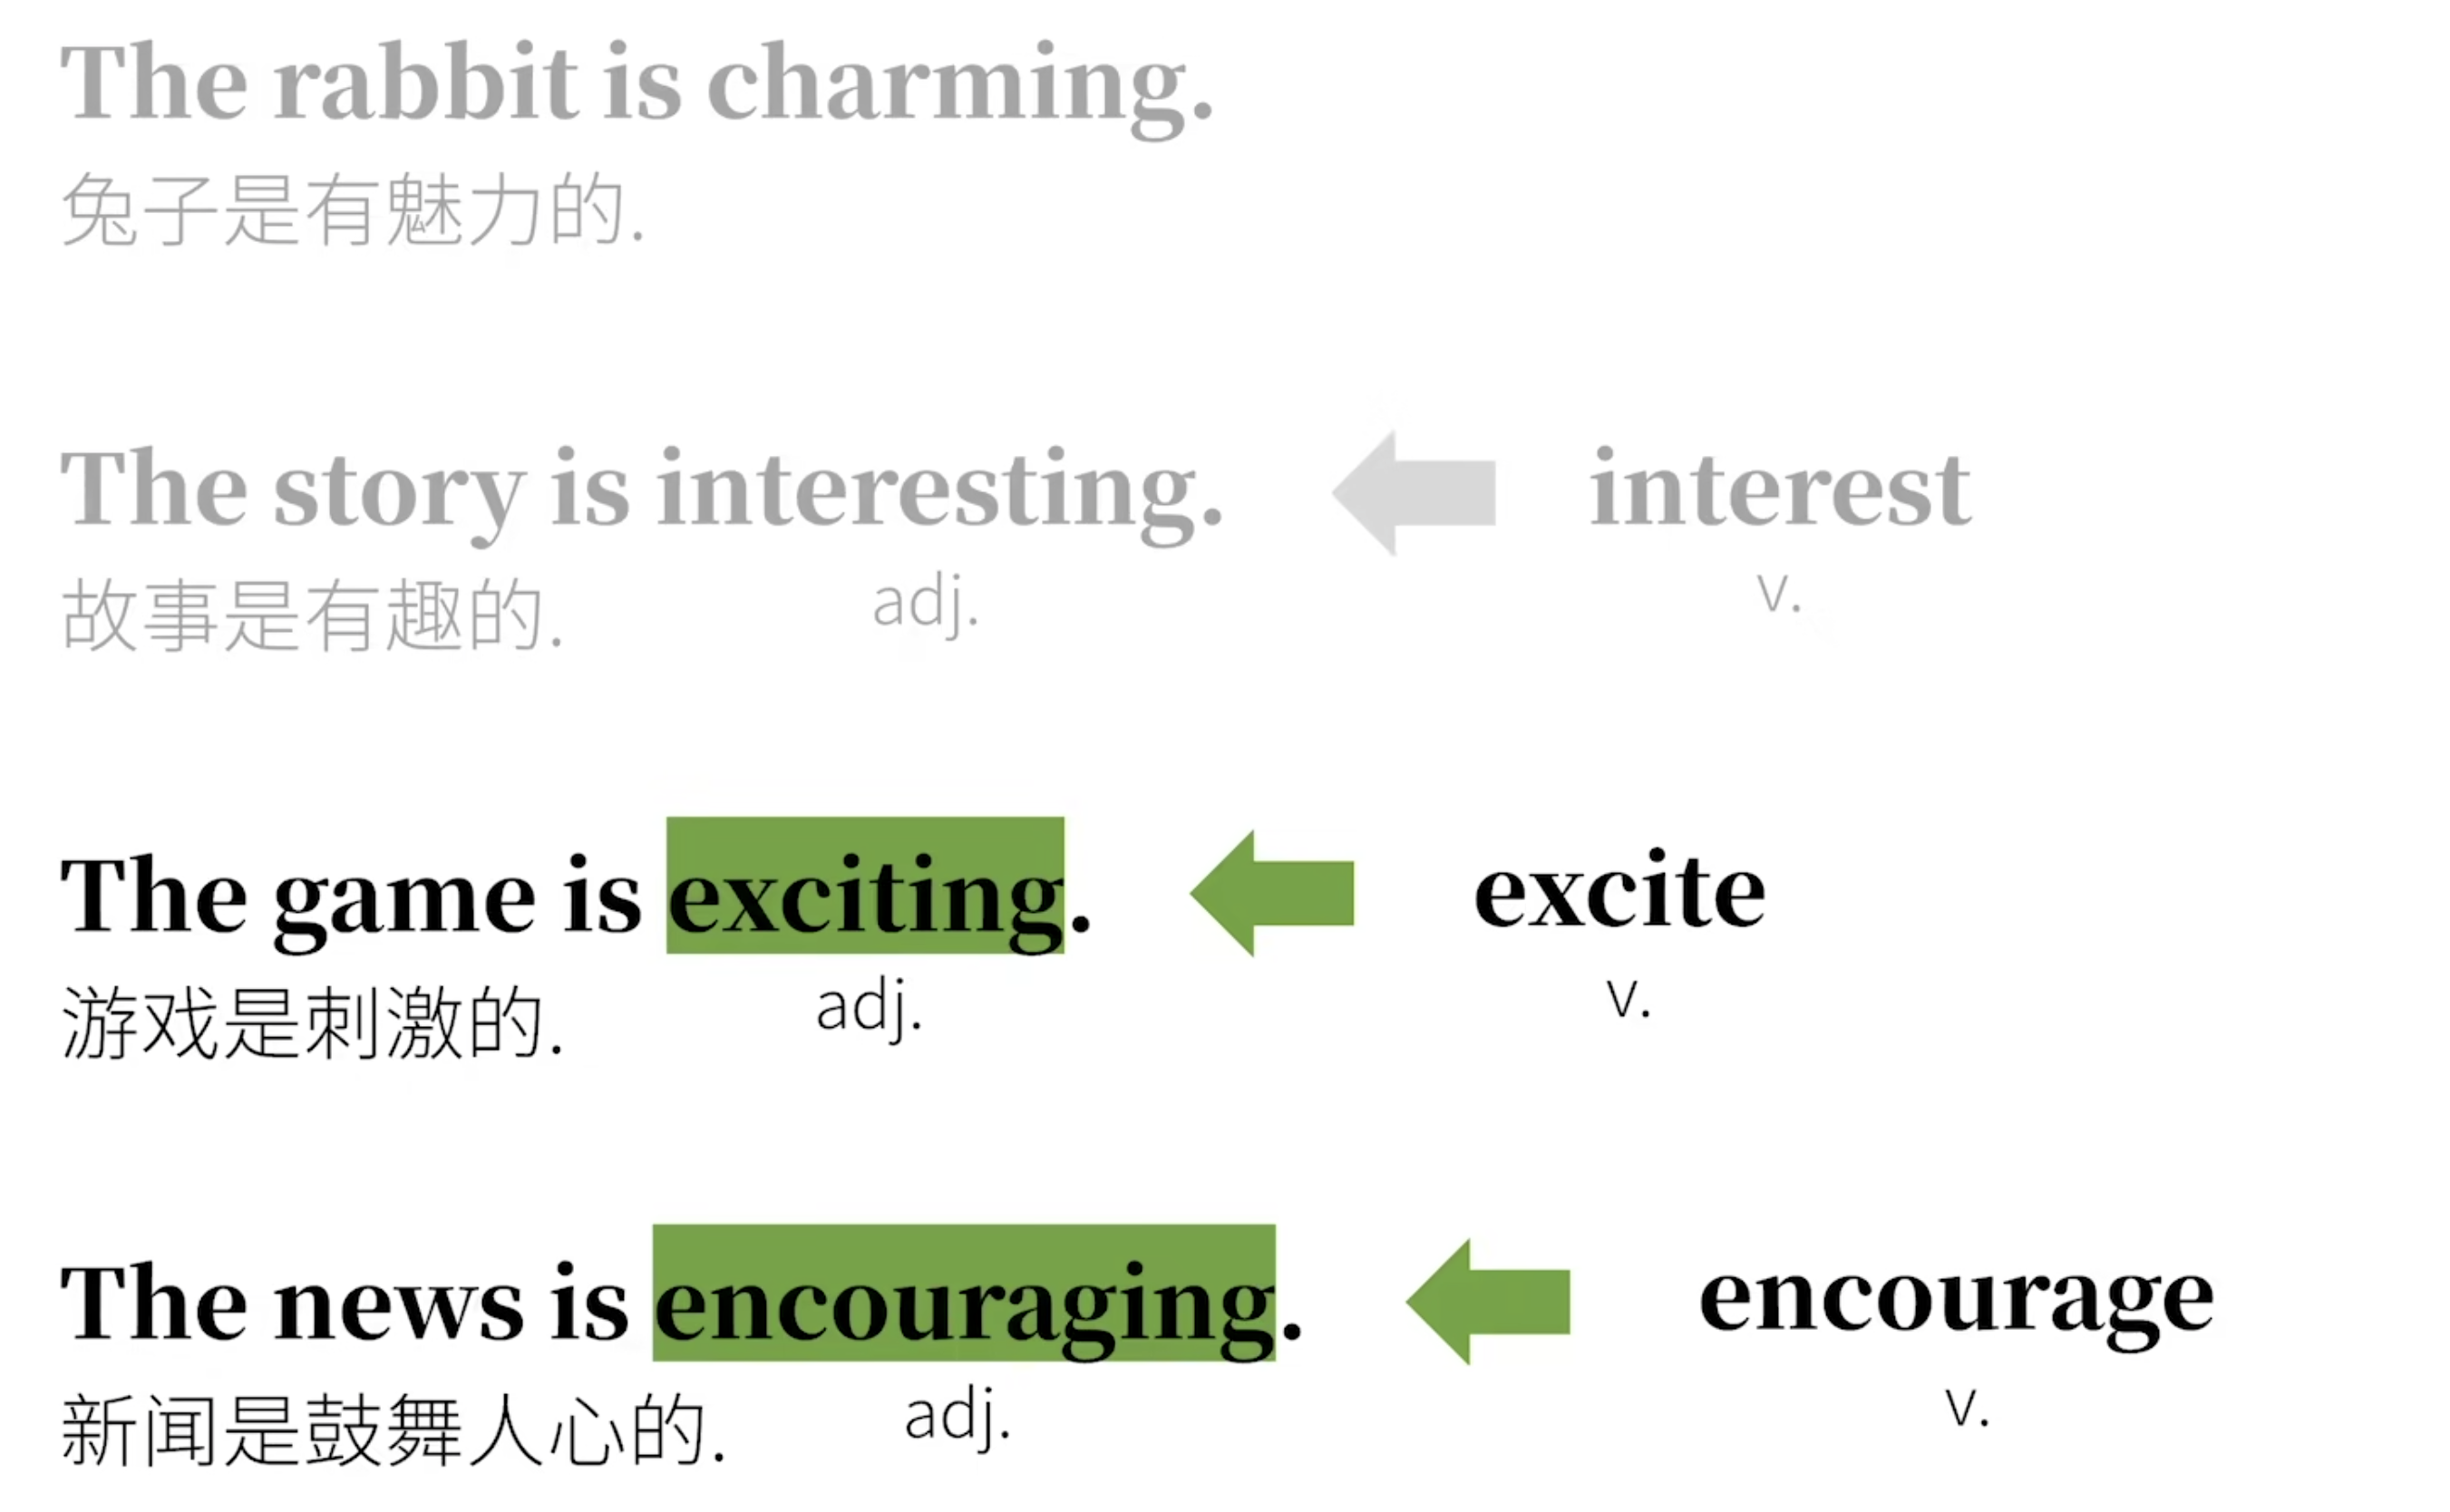 The rabbit is charming.
兔子是有魅力的.
The story is interesting. interest
故事是有趣的. adj. v.
The game is exciting. excite
游戏是刺激的. adj. v.
The news is encouraging. encourage
新闻是鼓舞人心的. adj. v.